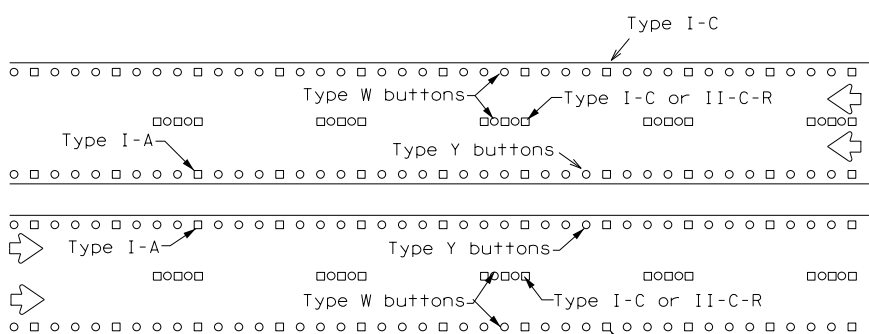 Type I-C
Type W buttons
Type I-C or II-C-R
Type I-A
Type Y buttons
Type I-A
Type Y buttons
Type W buttons
Type I-C or II-C-R